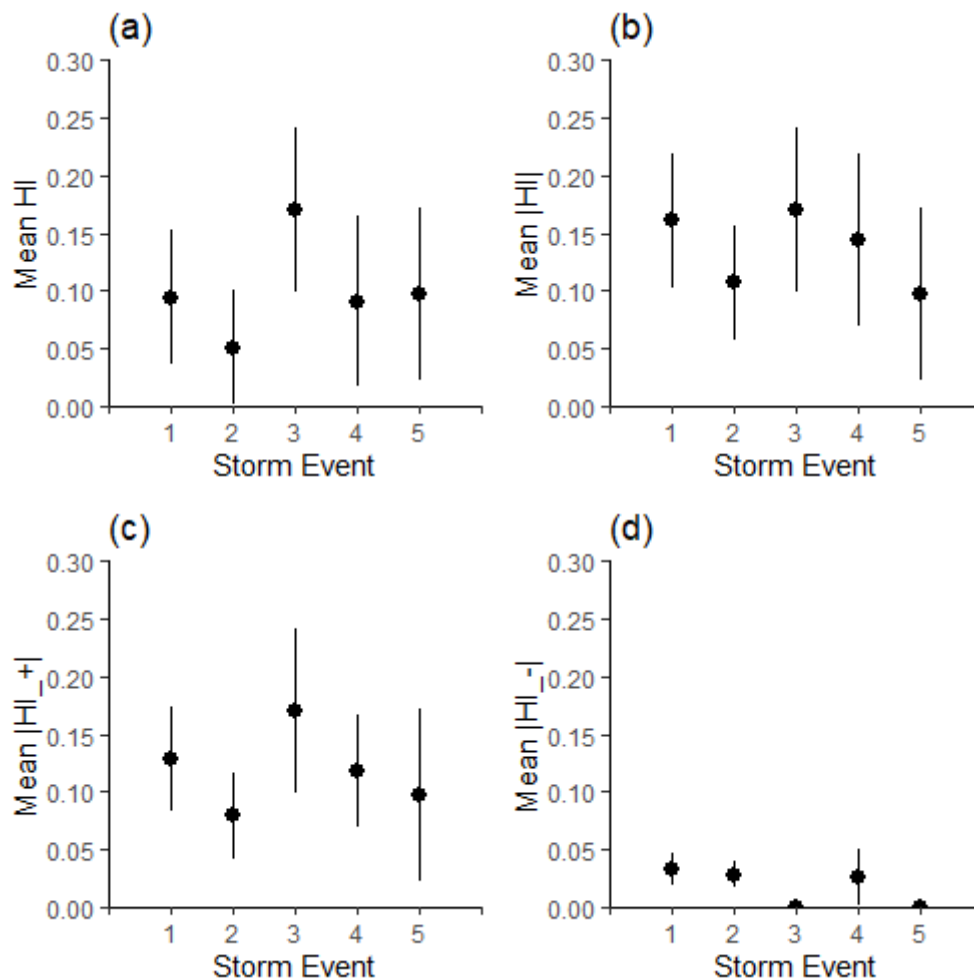 (a)
0.30
0.25
0.20
0.15
0.10
0.05
0.00
Mean HI
1 2 3 4 5
Storm Event
(b)
0.30
0.25
0.20
0.15
0.10
0.05
0.00
Mean |HI|
1 2 3 4 5
Storm Event
(c)
0.30
0.25
0.20
0.15
0.10
0.05
0.00
Mean |HI_+|
1 2 3 4 5
Storm Event
(d)
0.30
0.25
0.20
0.15
0.10
0.05
0.00
Mean |HI_-|
1 2 3 4 5
Storm Event